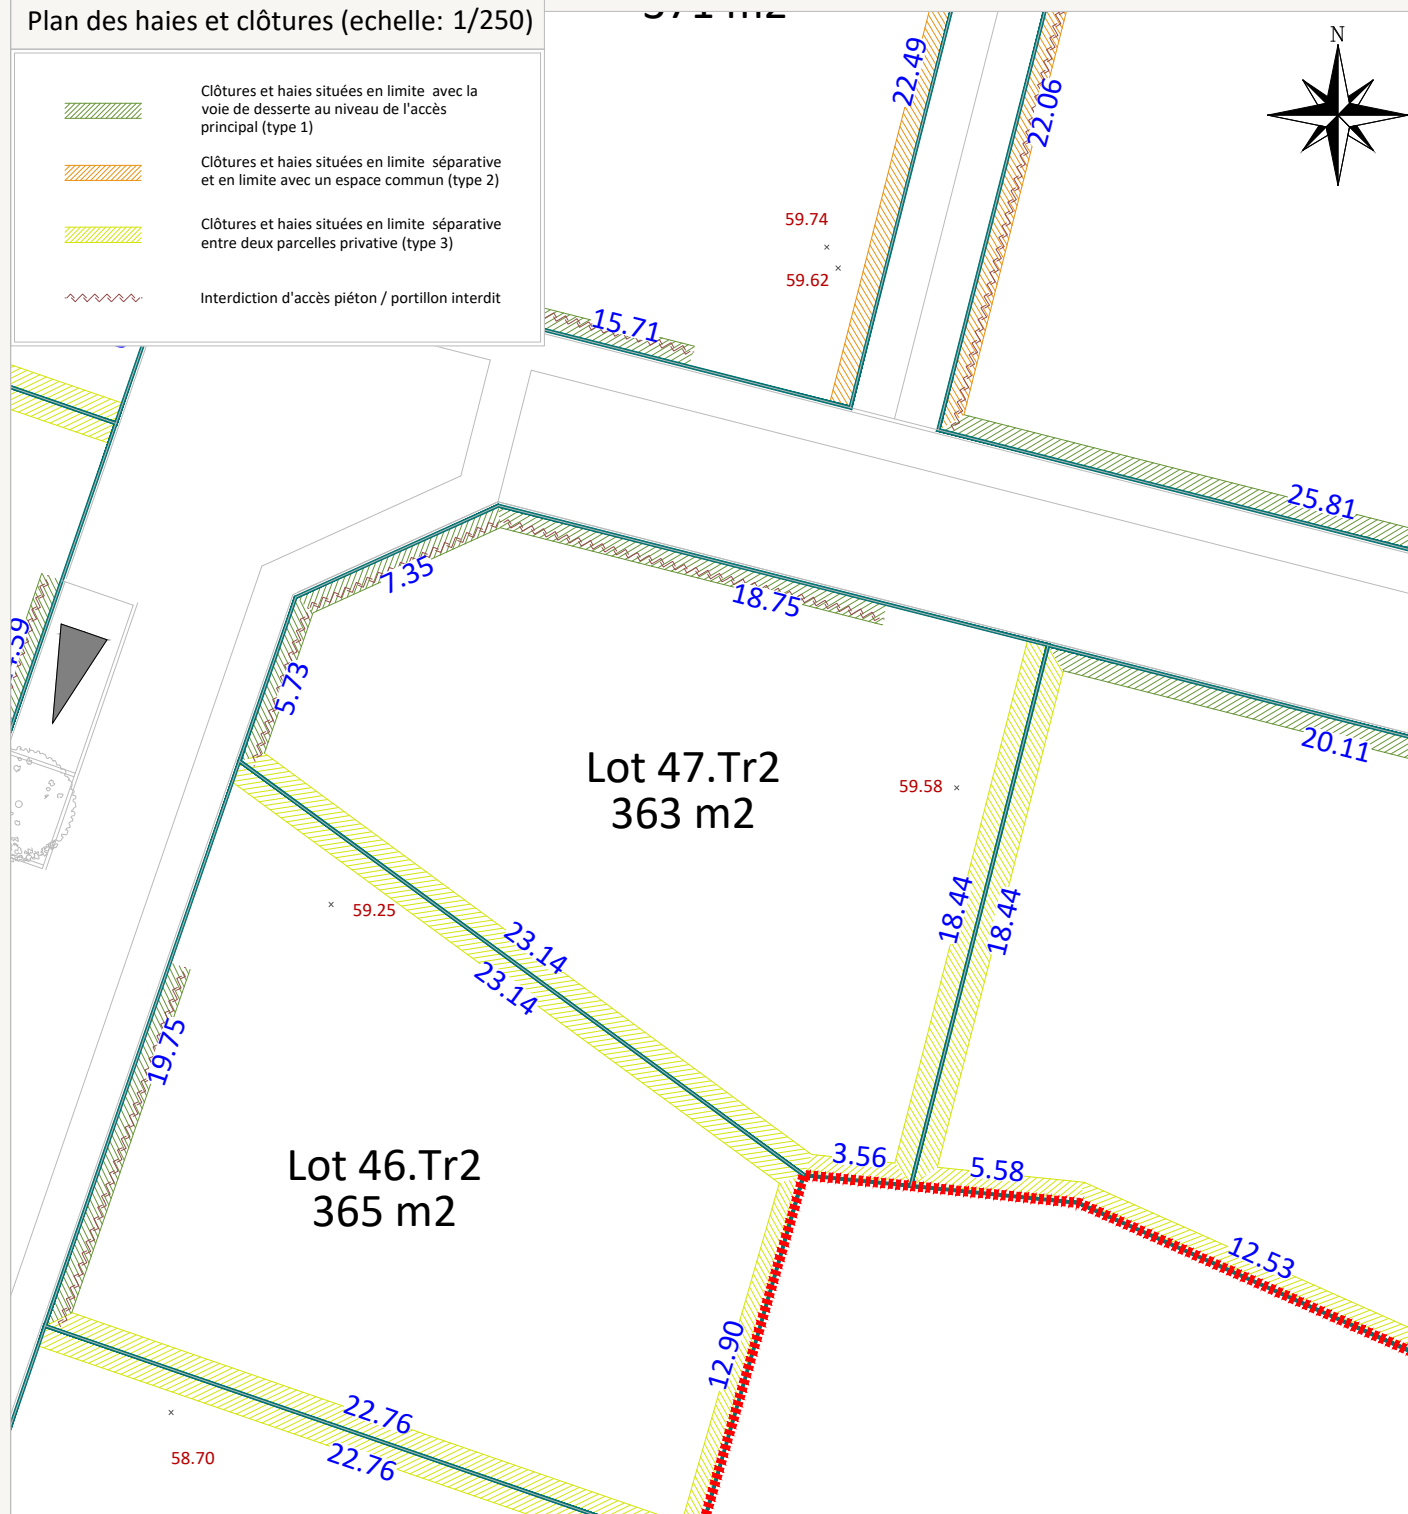 Plan des haies et clôtures (echelle: 1/250)
Clôtures et haies situées en limite avec la
voie de desserte au niveau de l'accès
principal (type 1)
Clôtures et haies situées en limite séparative
et en limite avec un espace commun (type 2)
Clôtures et haies situées en limite séparative
entre deux parcelles privative (type 3)
Interdiction d'accès piéton / portillon interdit
N
22.49
22.06
59.74
59.62
15.71
25.81
7.35
18.75
5.73
20.11
Lot 47.Tr2
363 m2
59.58
18.44
18.44
59.25
23.14
23.14
19.75
3.56
5.58
Lot 46.Tr2
365 m2
12.53
12.90
22.76
22.76
58.70